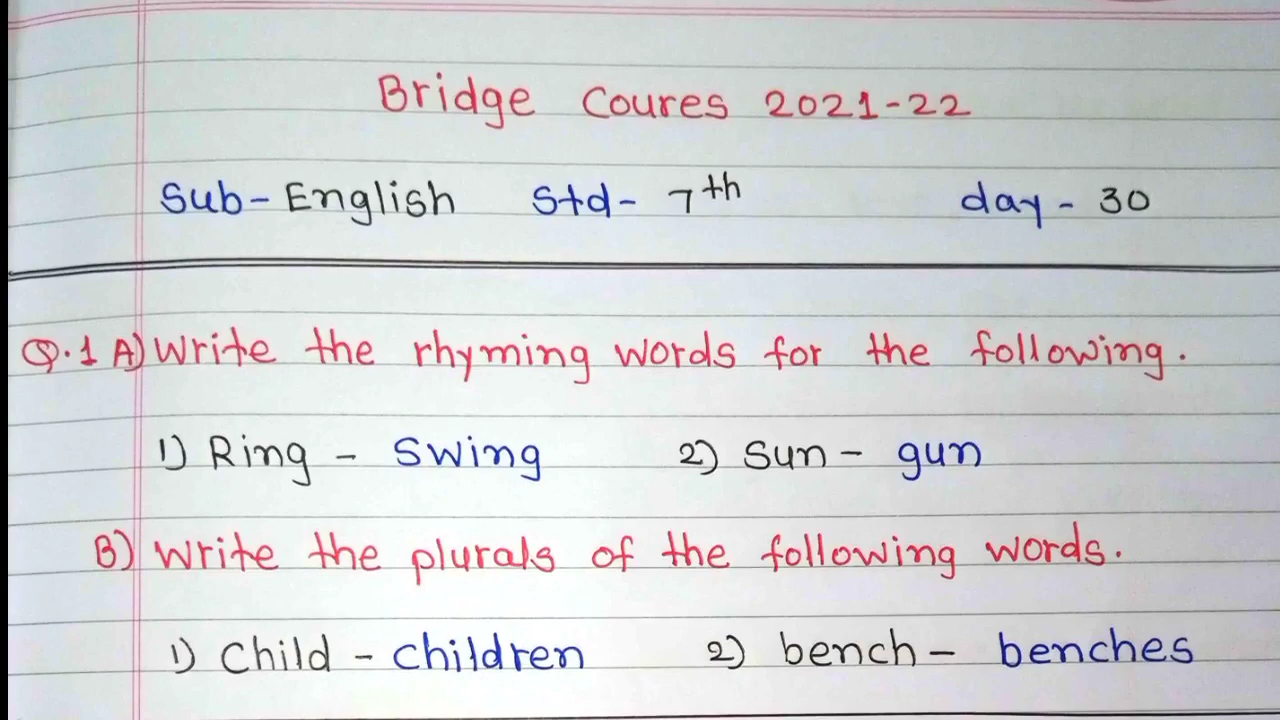 Bridge Coures 2021-22
Sub- English Std- 7th day - 30
Q.1 A) Write the rhyming words for the following.
1) Ring - Swing 2) Sun - gun
B) Write the plurals of the following words.
1) Child - children 2) bench - benches